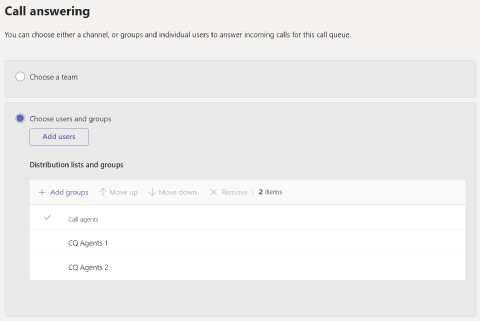 Call answering
You can choose either a channel, or groups and individual users to answer incoming calls for this call queue.
Choose a team
Choose users and groups
Add users
Distribution lists and groups
Add groups Move up Move down Remove 2 items
Call agents
CQ Agents 1
CQ Agents 2